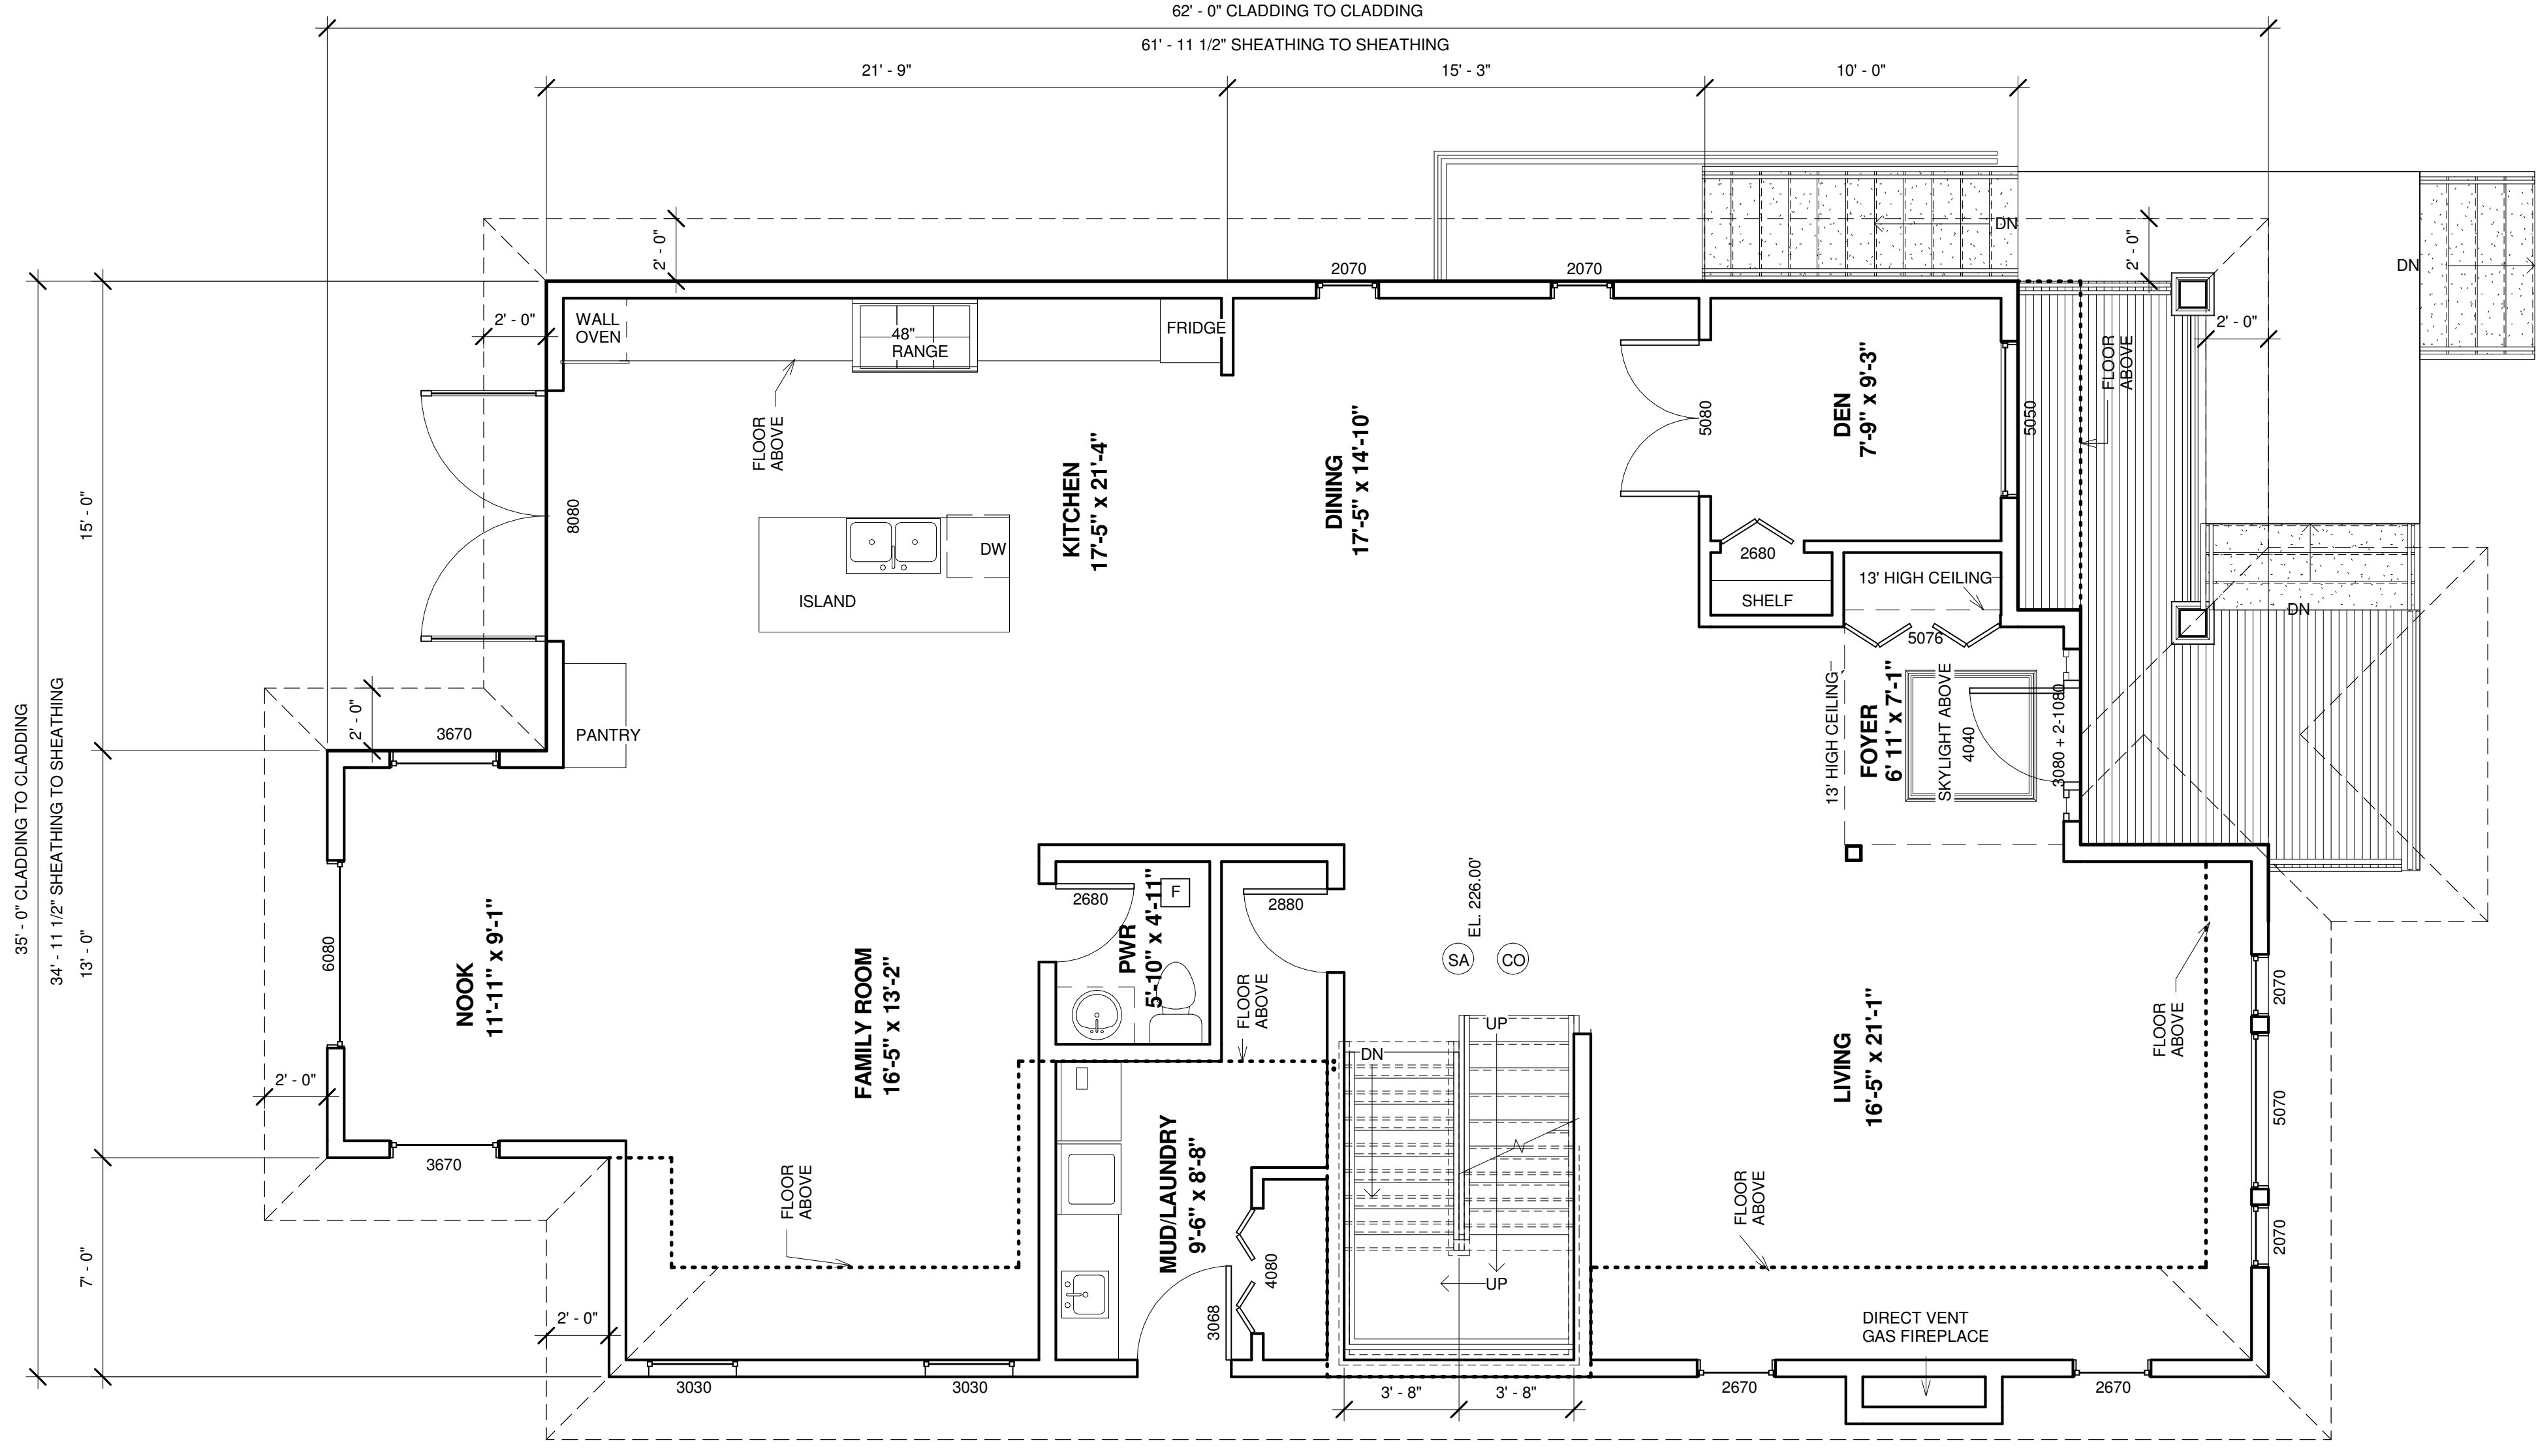 62' - 0" CLADDING TO CLADDING
61' - 11 1/2" SHEATHING TO SHEATHING
21' - 9"
15' - 3"
10' - 0"
2' - 0"
DN
2' - 0"
DN
2070
2070
2' - 0"
WALL
OVEN
48"
RANGE
FRIDGE
2' - 0"
FLOOR
ABOVE
FLOOR
ABOVE
8080
KITCHEN
17'-5" x 21'-4"
DINING
17'-5" x 14'-10"
5080
DEN
7'-9" x 9'-3"
5050
15' - 0"
DW
ISLAND
2680
SHELF
13' HIGH CEILING
5076
DN
35' - 0" CLADDING TO CLADDING
34' - 11 1/2" SHEATHING TO SHEATHING
2' - 0"
3670
PANTRY
13' HIGH CEILING
FOYER
6' 11' x 7'-1"
SKYLIGHT ABOVE
4040
3080 + 2-1080
13' - 0"
6080
NOOK
11'-11" x 9'-1"
FAMILY ROOM
16'-5" x 13'-2"
2680
PWR
5'-10" x 4'-11"
F
2880
EL. 226.00'
SA
CO
FLOOR
ABOVE
UP
DN
LIVING
16'-5" x 21'-1"
FLOOR
ABOVE
2070
5070
2070
2' - 0"
3670
FLOOR
ABOVE
MUD/LAUNDRY
9'-6" x 8'-8"
4080
3068
UP
FLOOR
ABOVE
7' - 0"
2' - 0"
DIRECT VENT
GAS FIREPLACE
3030
3030
3' - 8"
3' - 8"
2670
2670